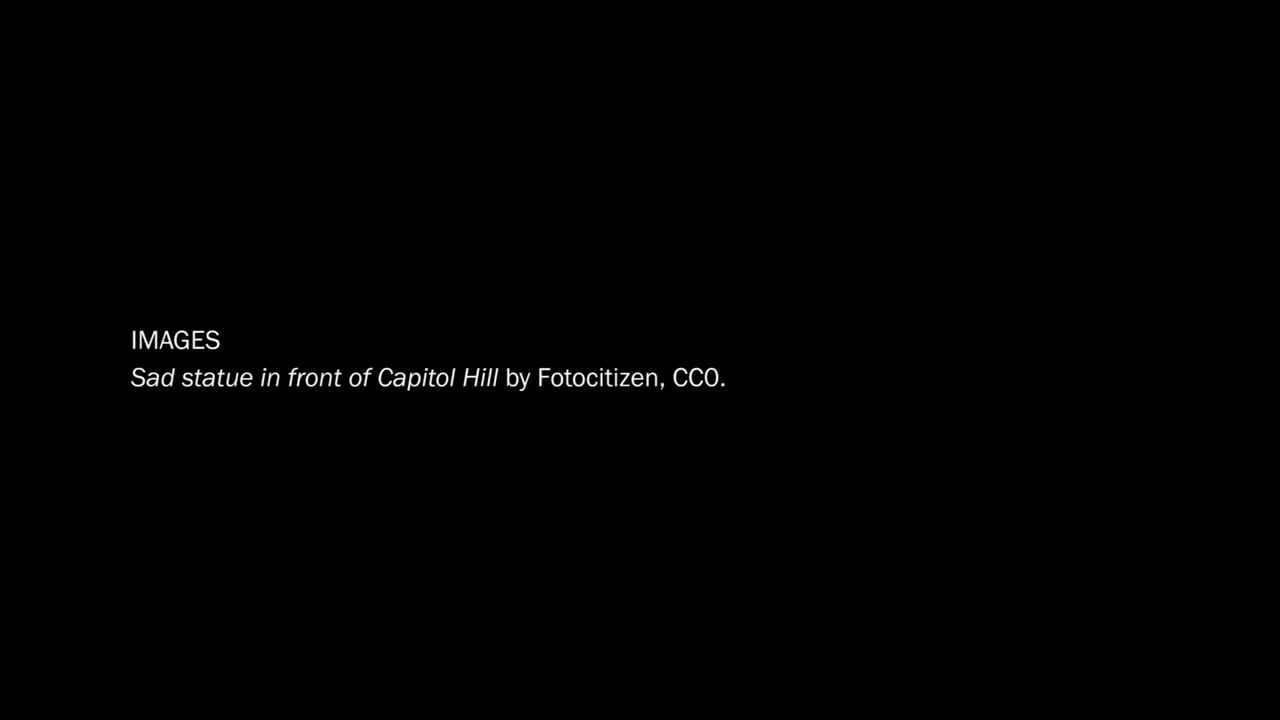 IMAGES
Sad statue in front of Capitol Hill by Fotocitizen, CC0.